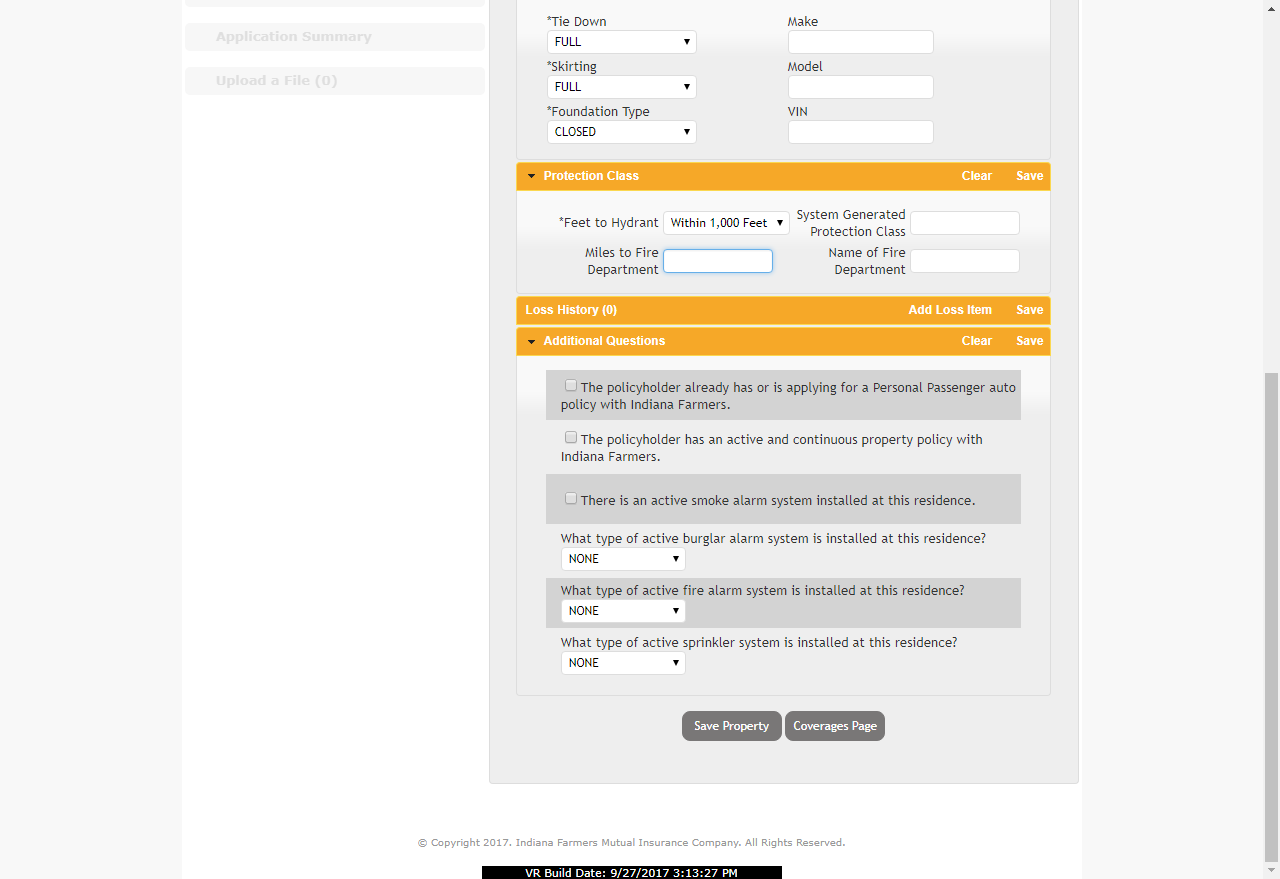 Application Summary
Upload a File (0)
*Tie Down
Make
FULL
*Skirting
Model
FULL
*Foundation Type
VIN
CLOSED
Protection Class
Clear
Save
*Feet to Hydrant
Within 1,000 Feet
System Generated
Protection Class
Miles to Fire
Department
Name of Fire
Department
Loss History (0)
Add Loss Item
Save
Additional Questions
Clear
Save
The policyholder already has or is applying for a Personal Passenger auto
policy with Indiana Farmers.
The policyholder has an active and continuous property policy with
Indiana Farmers.
There is an active smoke alarm system installed at this residence.
What type of active burglar alarm system is installed at this residence?
NONE
What type of active fire alarm system is installed at this residence?
NONE
What type of active sprinkler system is installed at this residence?
NONE
Save Property
Coverages Page
© Copyright 2017. Indiana Farmers Mutual Insurance Company. All Rights Reserved.
VR Build Date: 9/27/2017 3:13:27 PM